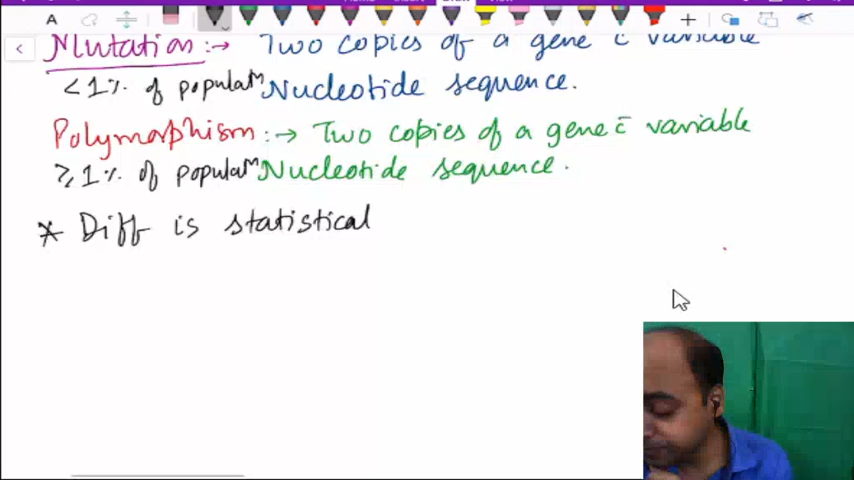 Mutation :→ Two copies of a gene c̄ variable
<1% of populatⁿ Nucleotide sequence.
Polymorphism :→ Two copies of a gene c̄ variable
≥1% of populatⁿ Nucleotide sequence.
* Diff is statistical